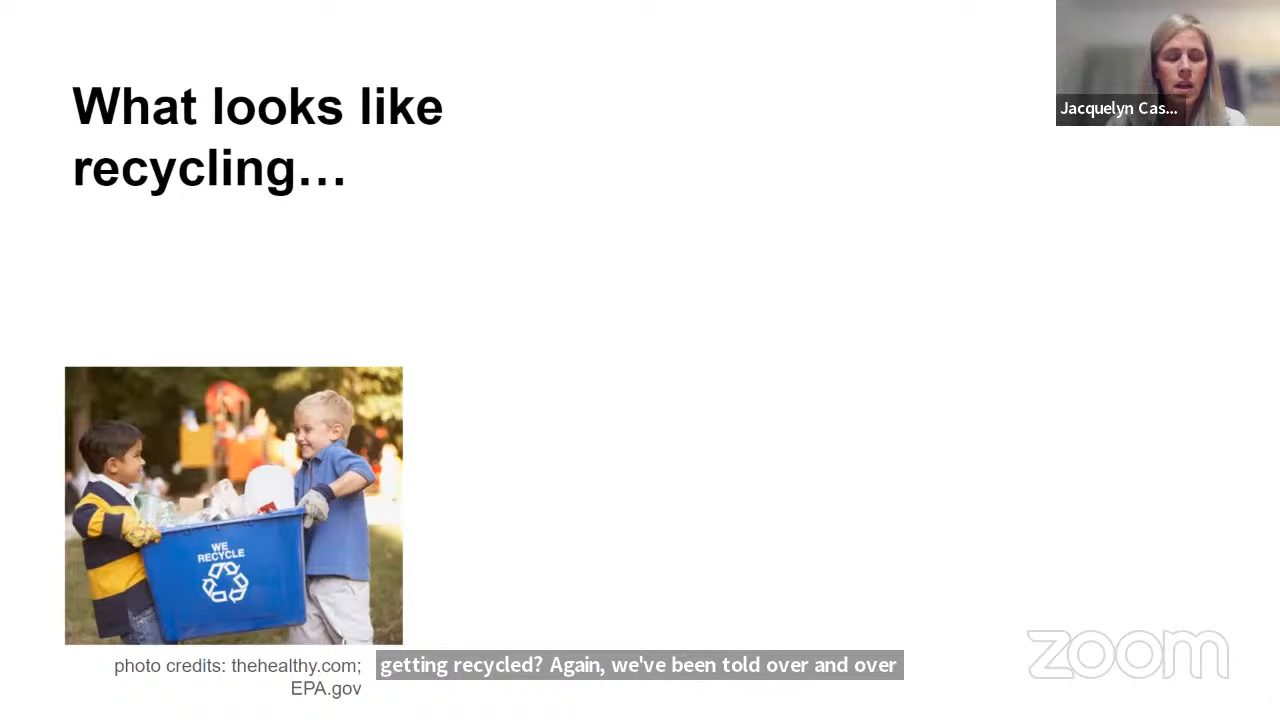 What looks like
recycling…
Jacquelyn Cas...
WE
RECYCLE
photo credits: thehealthy.com;
EPA.gov
getting recycled? Again, we've been told over and over
zoom